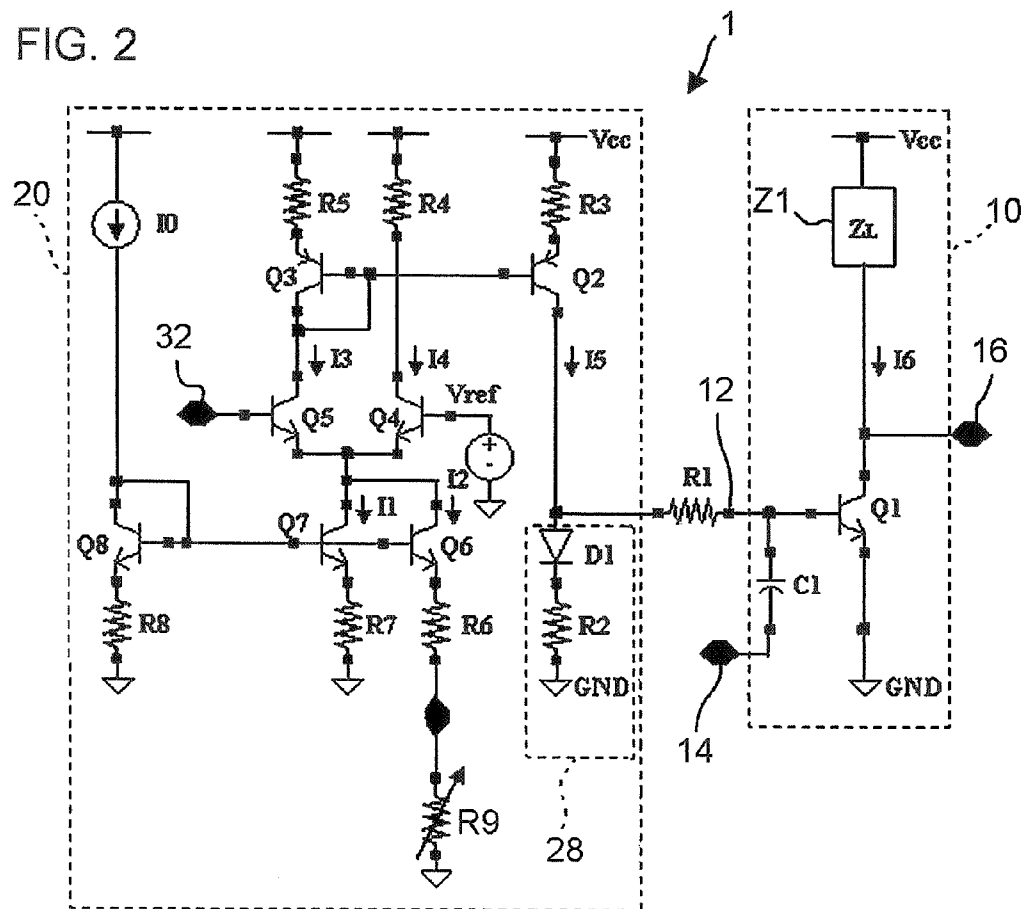 FIG. 2
1
Vcc
Vcc
20
I0
R5
R4
R3
Z1
ZL
10
Q3
Q2
32
I3
I4
Vref
I5
I6
16
Q5
Q4
12
R1
I2
I1
Q8
Q7
Q6
D1
Q1
C1
R8
R7
R6
R2
GND
GND
14
R9
28